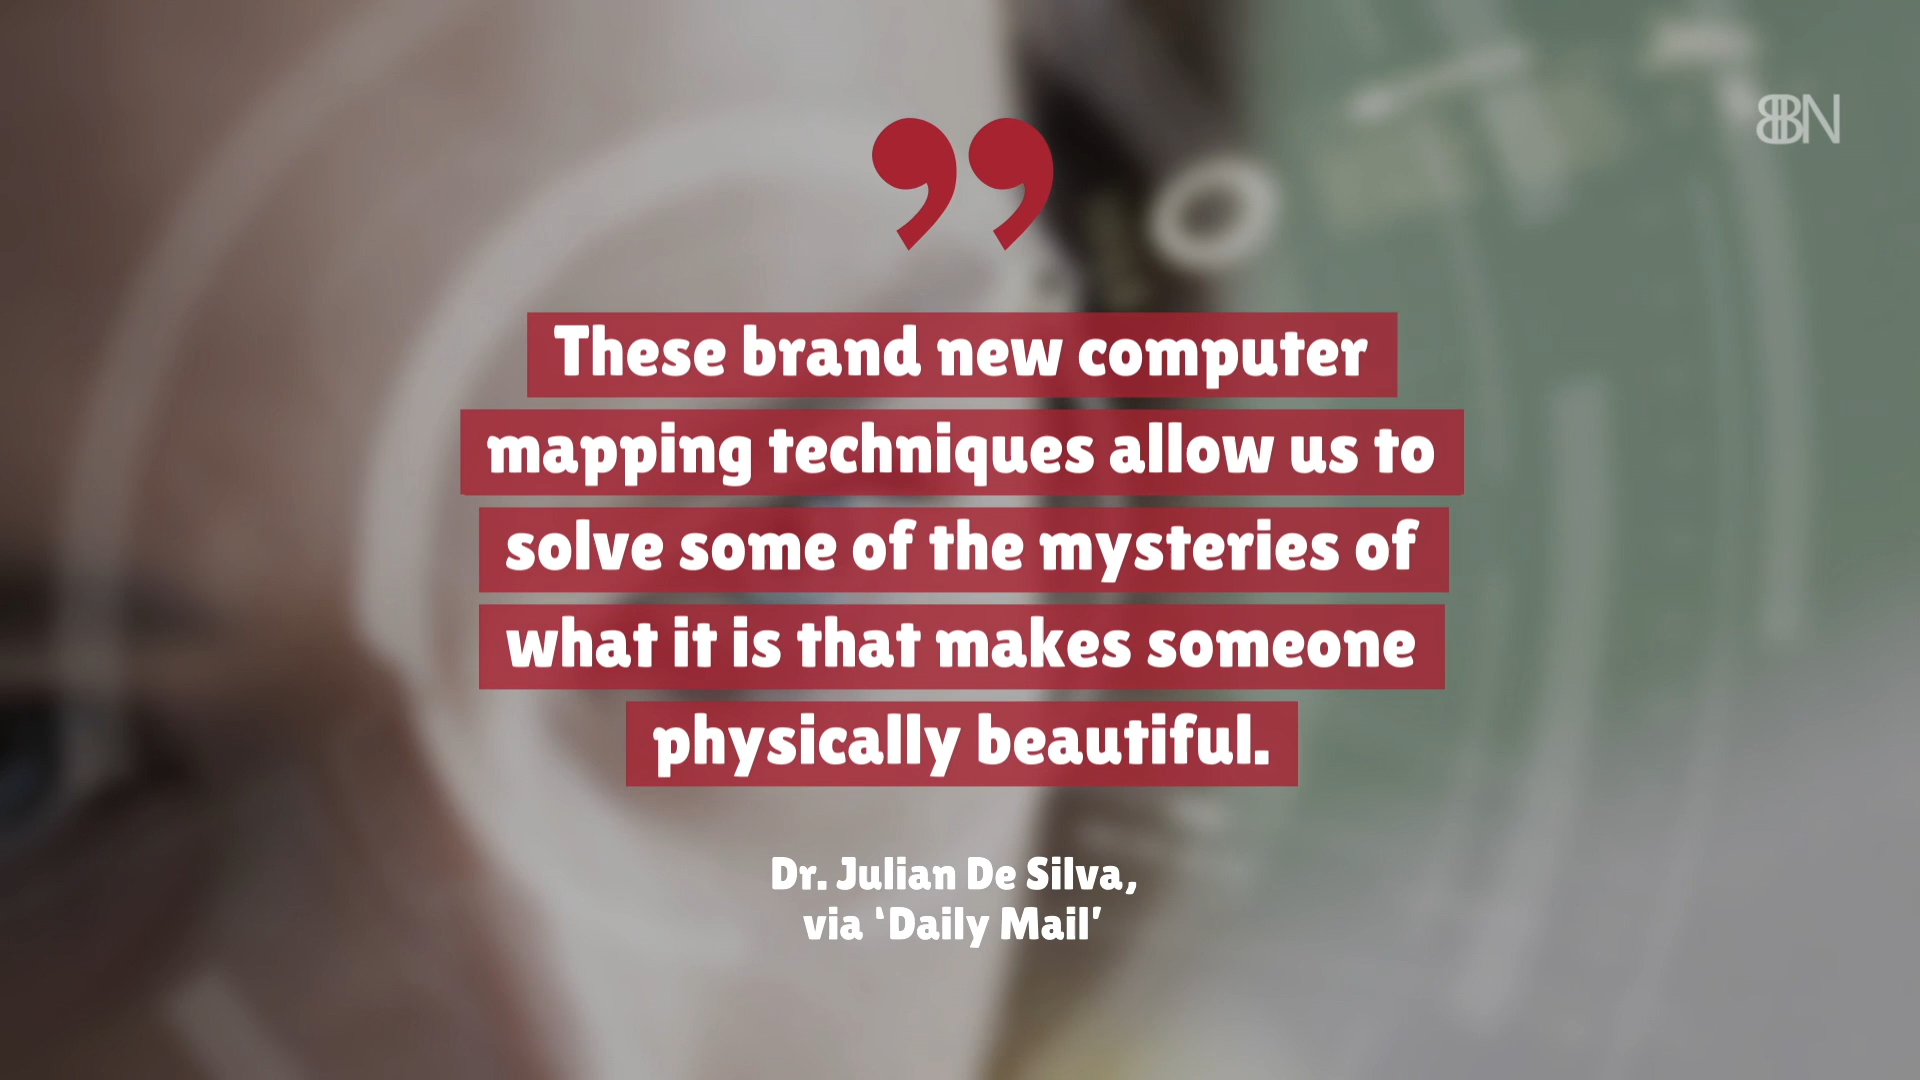 BBN
”
These brand new computer
mapping techniques allow us to
solve some of the mysteries of
what it is that makes someone
physically beautiful.
Dr. Julian De Silva,
via ‘Daily Mail’